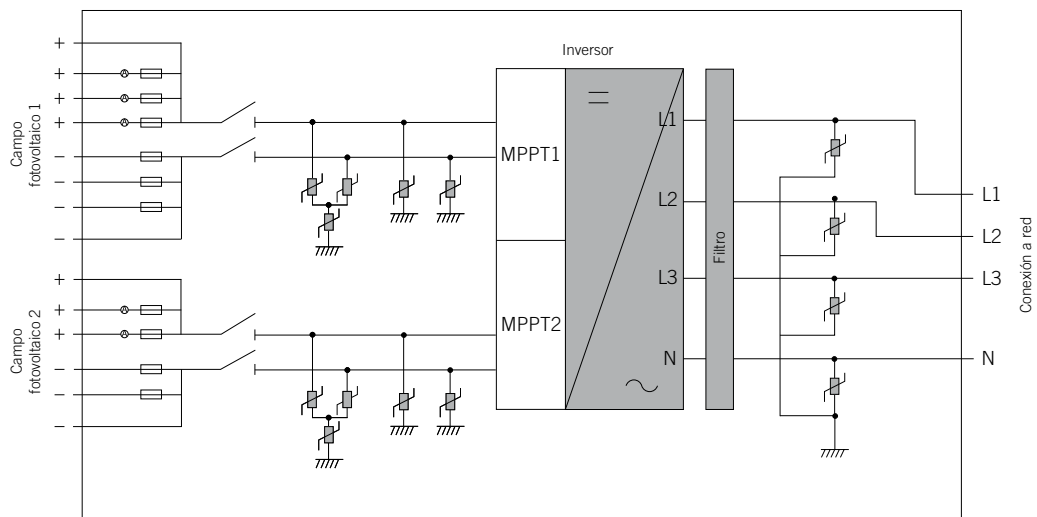 Inversor
Campo
fotovoltaico 1
+
+
+
+
−
−
−
−
MPPT1
L1
L2
L3
N
Filtro
L1
L2
L3
N
Conexión a red
Campo
fotovoltaico 2
+
+
+
−
−
−
MPPT2